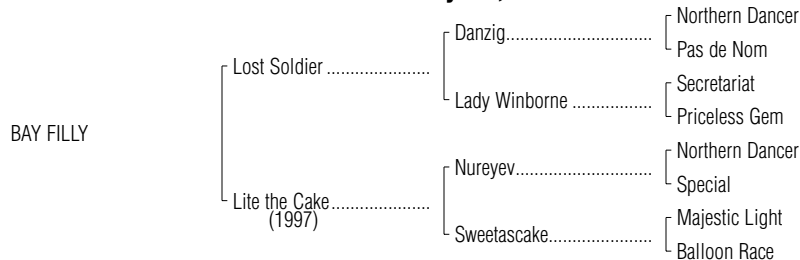 Northern Dancer
Danzig
Pas de Nom
Lost Soldier
Secretariat
Lady Winborne
Priceless Gem
BAY FILLY
Northern Dancer
Nureyev
Special
Lite the Cake
(1997)
Majestic Light
Sweetascake
Balloon Race